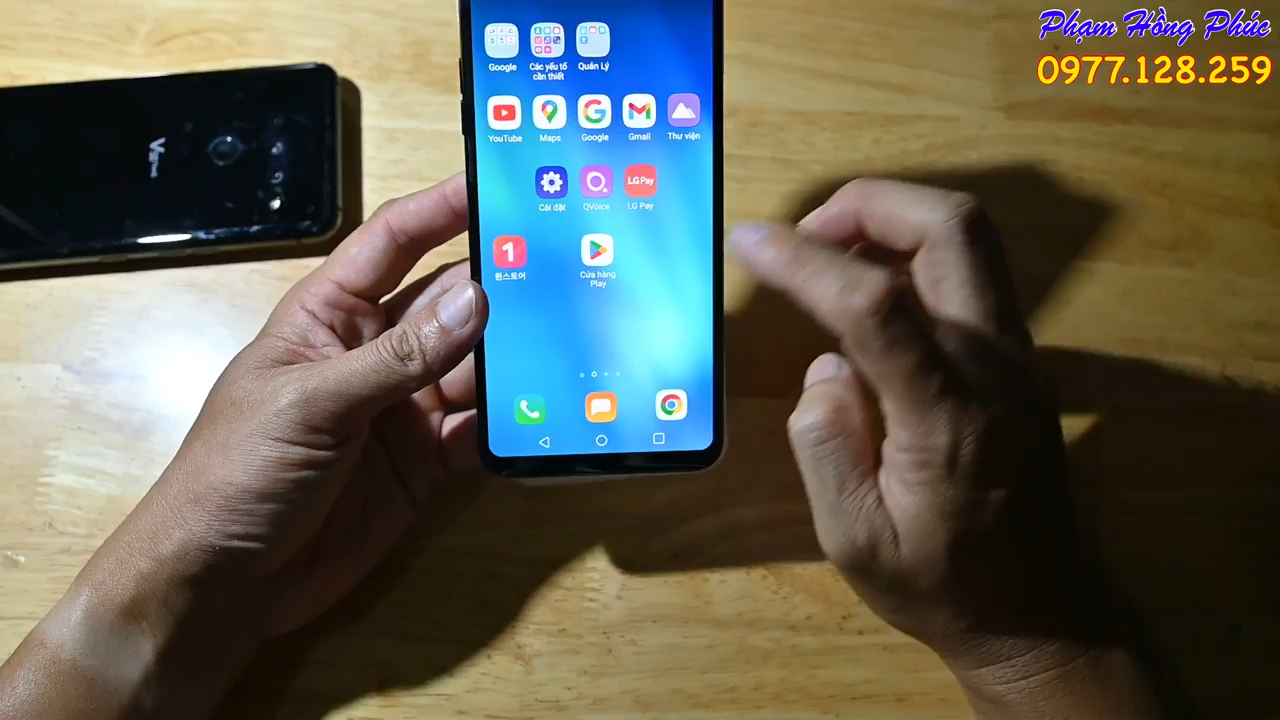 Phạm Hồng Phúc
0977.128.259
Google
Các yếu tố
cần thiết
Quản Lý
YouTube
Maps
Google
Gmail
Thư viện
Cài đặt
QVoice
LG Pay
LG Pay
1
원스토어
Cửa hàng
Play